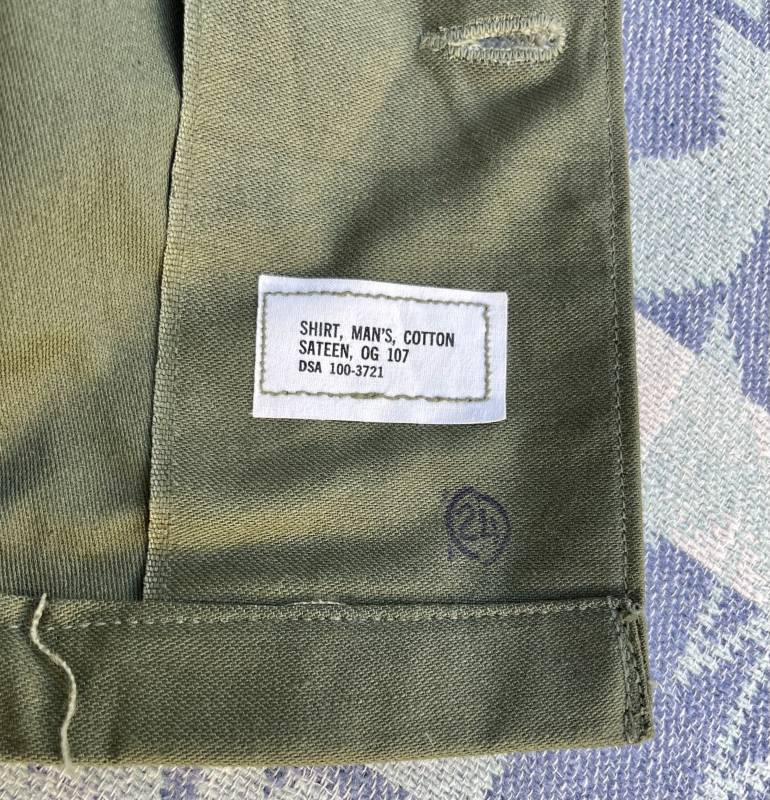 SHIRT, MAN'S, COTTON
SATEEN, OG 107
DSA 100-3721